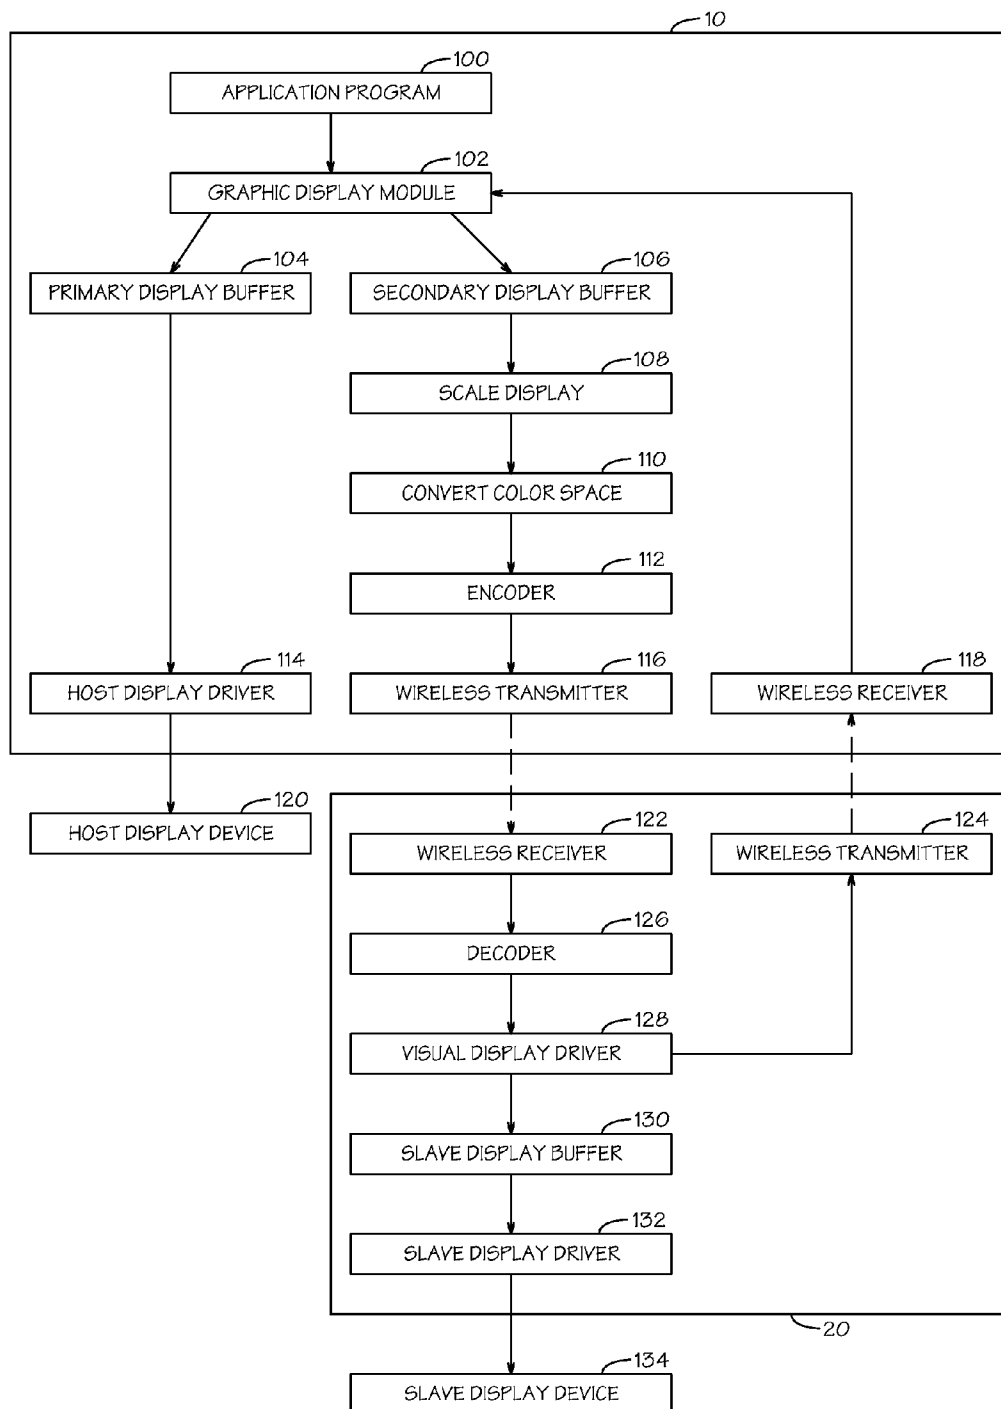 10
100
APPLICATION PROGRAM
102
GRAPHIC DISPLAY MODULE
104
PRIMARY DISPLAY BUFFER
106
SECONDARY DISPLAY BUFFER
108
SCALE DISPLAY
110
CONVERT COLOR SPACE
112
ENCODER
114
HOST DISPLAY DRIVER
116
WIRELESS TRANSMITTER
118
WIRELESS RECEIVER
120
HOST DISPLAY DEVICE
122
WIRELESS RECEIVER
124
WIRELESS TRANSMITTER
126
DECODER
128
VISUAL DISPLAY DRIVER
130
SLAVE DISPLAY BUFFER
132
SLAVE DISPLAY DRIVER
20
134
SLAVE DISPLAY DEVICE